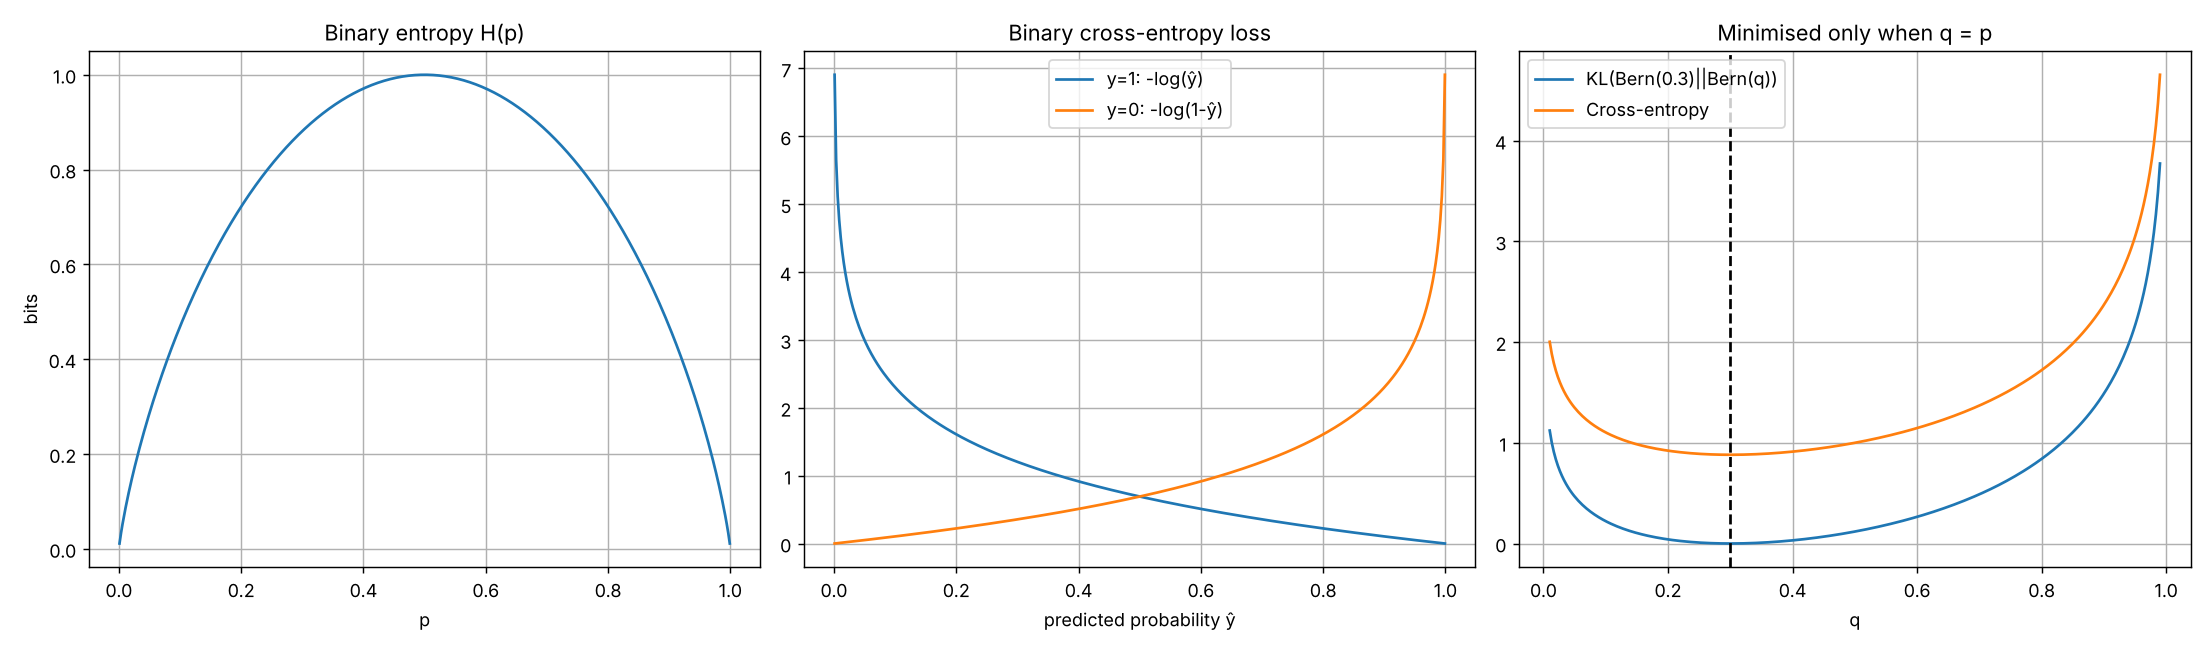 Binary entropy H(p)
1.0
0.8
0.6
0.4
0.2
0.0
bits
0.0 0.2 0.4 0.6 0.8 1.0
p
Binary cross-entropy loss
y=1: -log(ŷ)
y=0: -log(1-ŷ)
7
6
5
4
3
2
1
0
0.0 0.2 0.4 0.6 0.8 1.0
predicted probability ŷ
Minimised only when q = p
KL(Bern(0.3)||Bern(q))
Cross-entropy
4
3
2
1
0
0.0 0.2 0.4 0.6 0.8 1.0
q